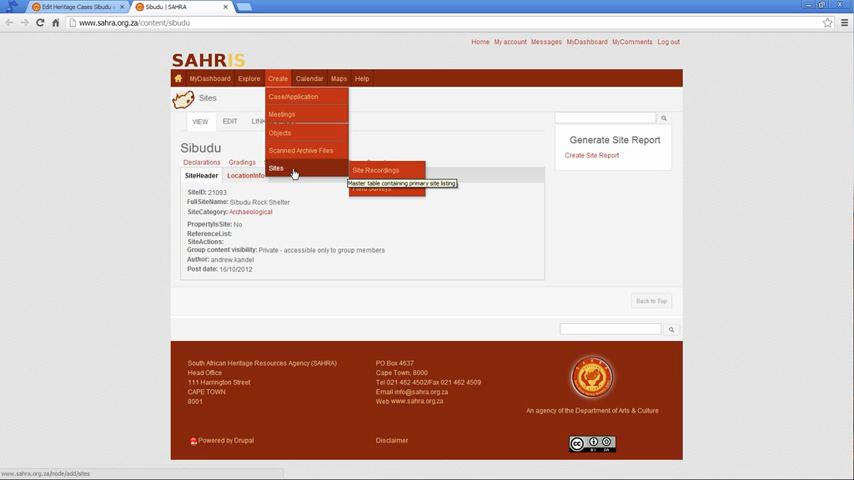 Edit Heritage Cases Sibudu
Sibudu | SAHRA
www.sahra.org.za/content/sibudu
Home | My account | Messages | MyDashboard | MyComments | Log out
SAHRIS
MyDashboard Explore Create Calendar Maps Help
Sites
Case/Application
Meetings
Objects
Scanned Archive Files
Sites
Site Recordings
Master table containing primary site listing.
VIEW EDIT
Sibudu
Declarations Gradings
SiteHeader LocationInfo
SiteID: 21093
FullSiteName: Sibudu Rock Shelter
SiteCategory: Archaeological
PropertyIsSite: No
ReferenceList:
SiteActions:
Group content visibility: Private - accessible only to group members
Author: andrew.kandel
Post date: 16/10/2012
Generate Site Report
Create Site Report
Back to Top
South African Heritage Resources Agency (SAHRA)
Head Office
111 Harrington Street
CAPE TOWN
8001
PO Box 4637
Cape Town, 8000
Tel 021 462 4502/Fax 021 462 4509
Email info@sahra.org.za
Web www.sahra.org.za
An agency of the Department of Arts & Culture
Powered by Drupal
Disclaimer
www.sahra.org.za/node/add/sites